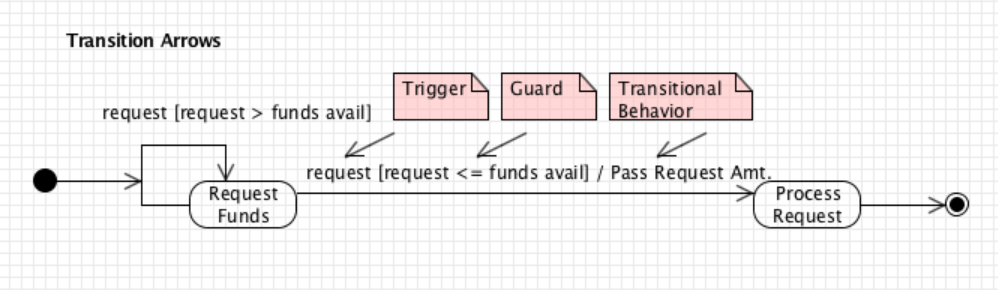 Transition Arrows
Trigger
Guard
Transitional
Behavior
request [request > funds avail]
request [request <= funds avail] / Pass Request Amt.
Request
Funds
Process
Request